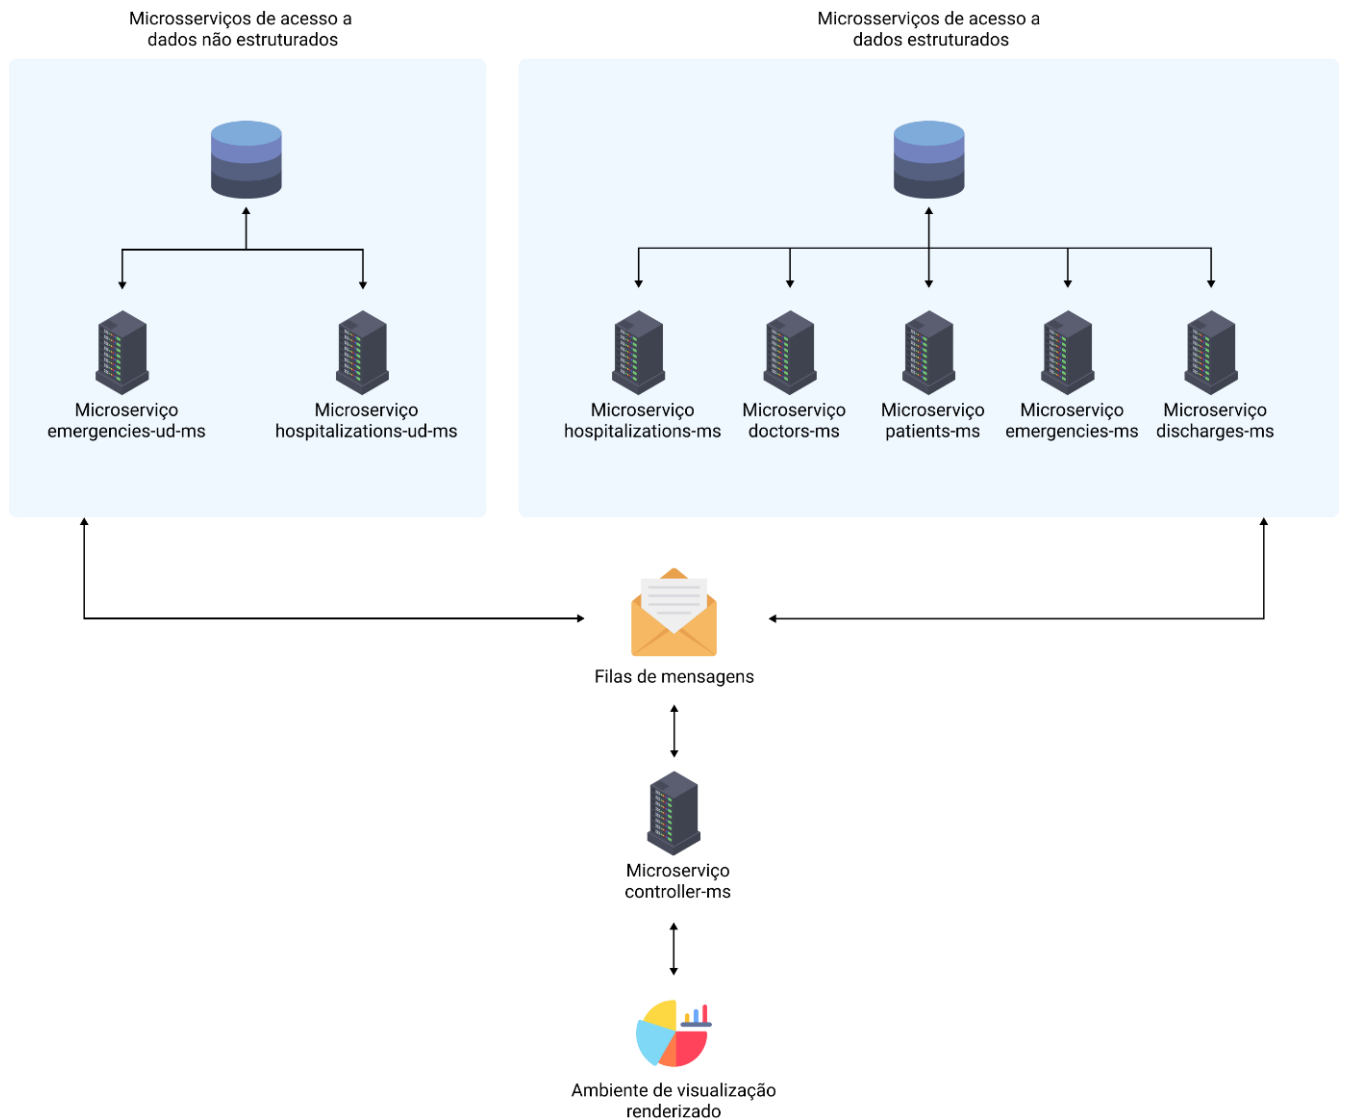 Microsserviços de acesso a
dados não estruturados
Microsserviços de acesso a
dados estruturados
Microserviço
emergencies-ud-ms
Microserviço
hospitalizations-ud-ms
Microserviço
hospitalizations-ms
Microserviço
doctors-ms
Microserviço
patients-ms
Microserviço
emergencies-ms
Microserviço
discharges-ms
Filas de mensagens
Microserviço
controller-ms
Ambiente de visualização
renderizado